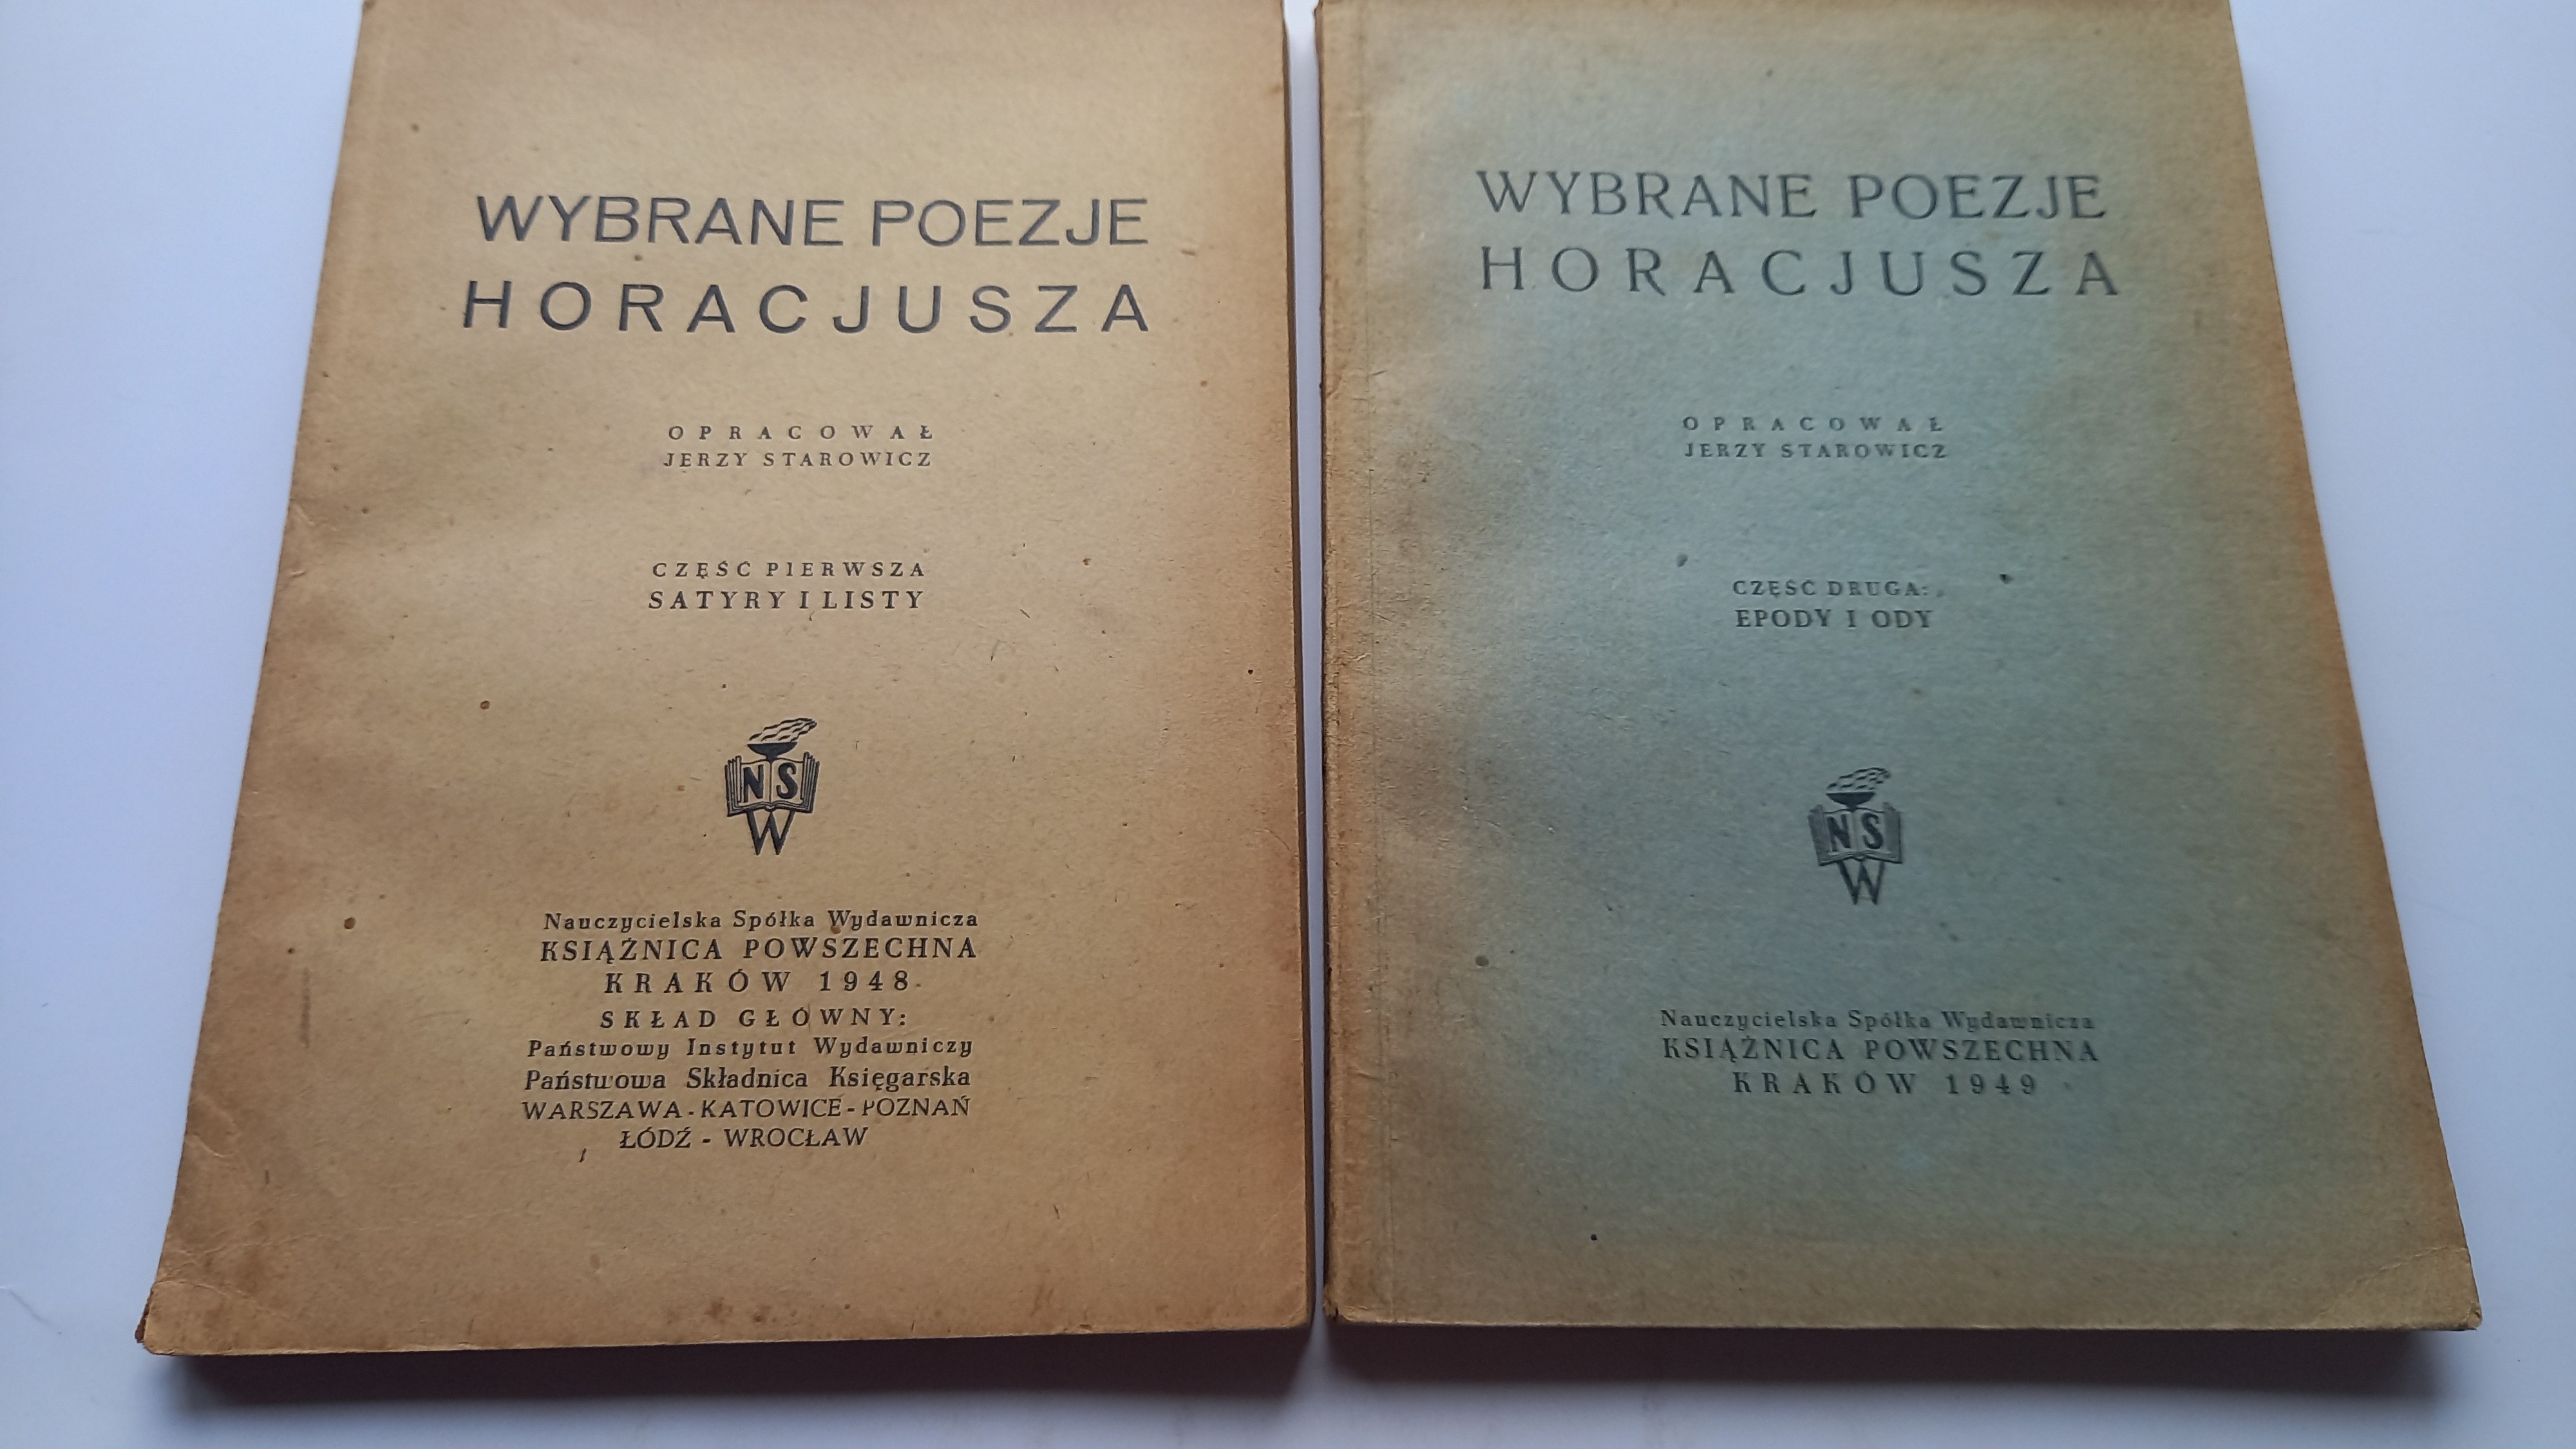 WYBRANE POEZJE
HORACJUSZA
OPRACOWAŁ
JERZY STAROWICZ
CZĘŚĆ PIERWSZA
SATYRY I LISTY
NS
W
Nauczycielska Spółka Wydawnicza
KSIĄŻNICA POWSZECHNA
KRAKÓW 1948
SKŁAD GŁÓWNY:
Państwowy Instytut Wydawniczy
Państwowa Składnica Księgarska
WARSZAWA - KATOWICE - POZNAŃ
ŁÓDŹ - WROCŁAW
WYBRANE POEZJE
HORACJUSZA
OPRACOWAŁ
JERZY STAROWICZ
CZĘŚĆ DRUGA:
EPODY I ODY
NS
W
Nauczycielska Spółka Wydawnicza
KSIĄŻNICA POWSZECHNA
KRAKÓW 1949